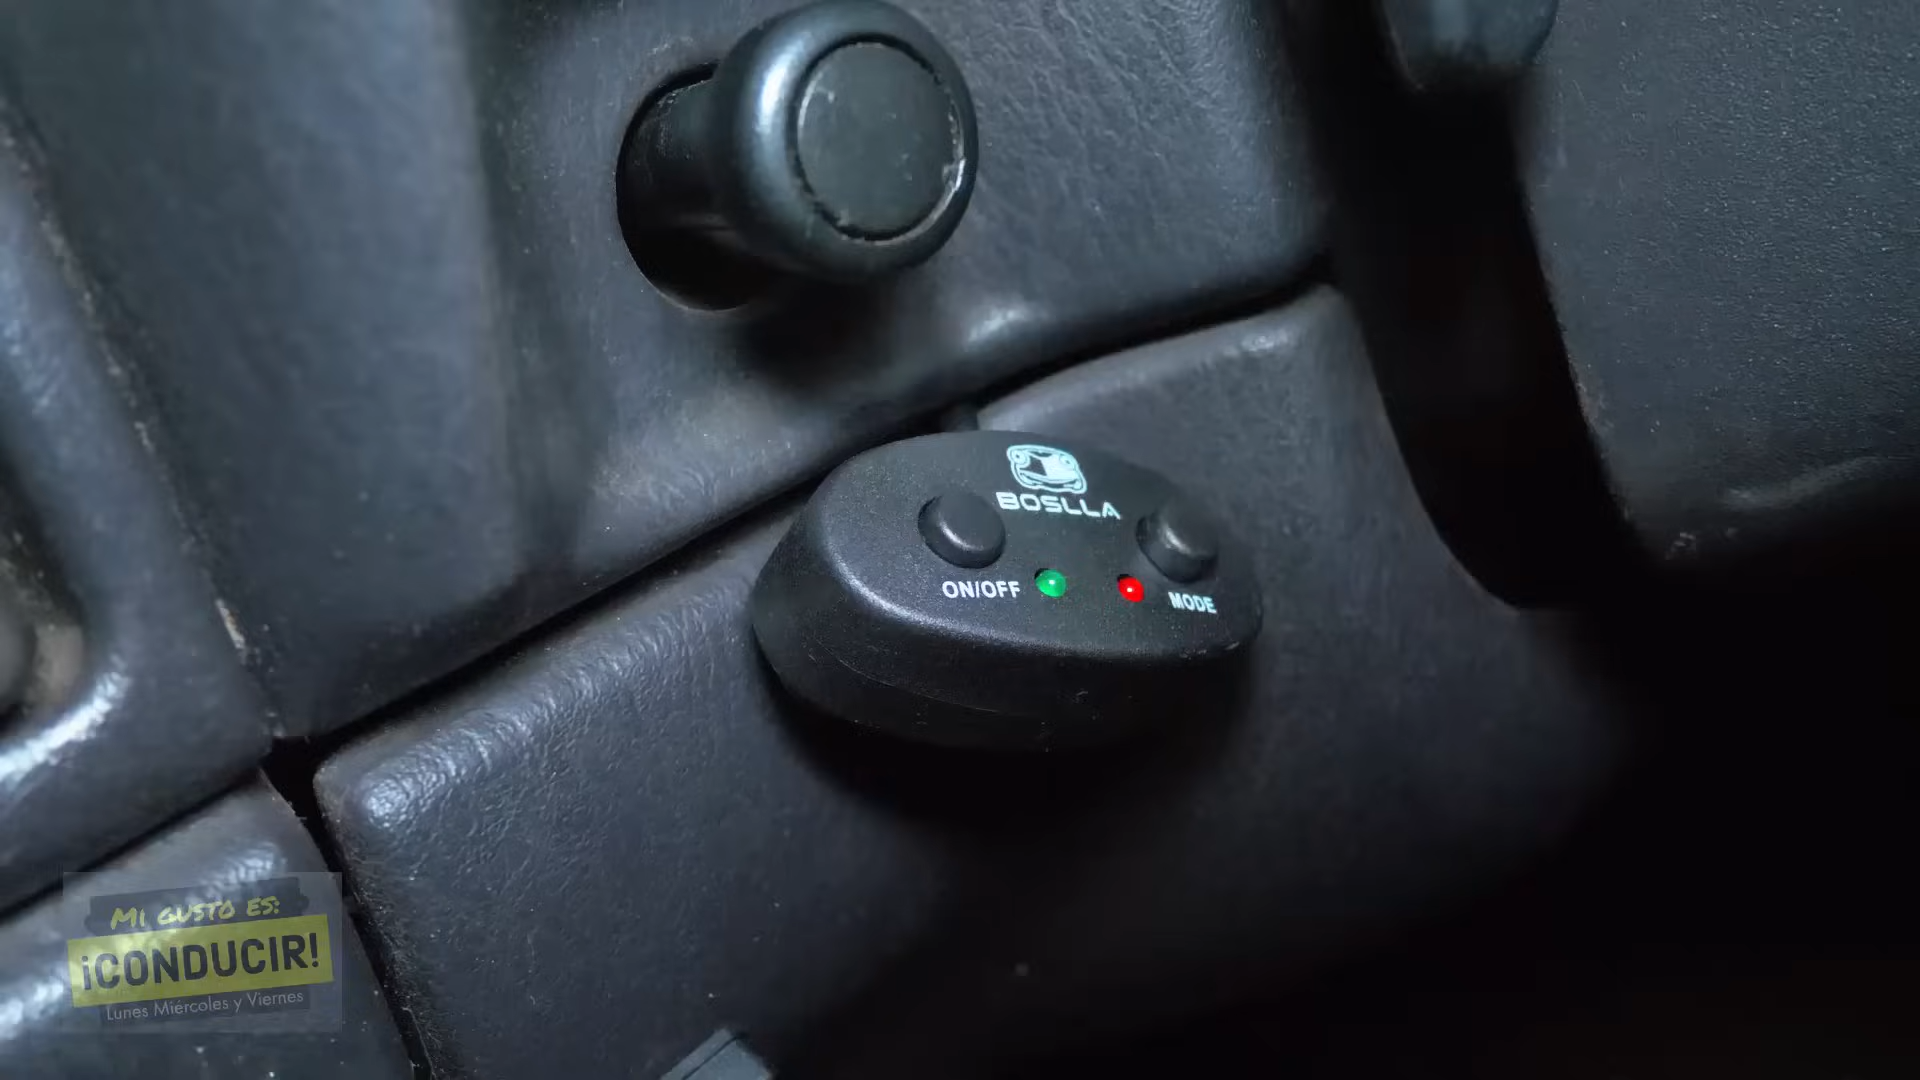 BOSLLA
ON/OFF
MODE
Mi gusto es:
¡CONDUCIR!
Lunes Miércoles y Viernes